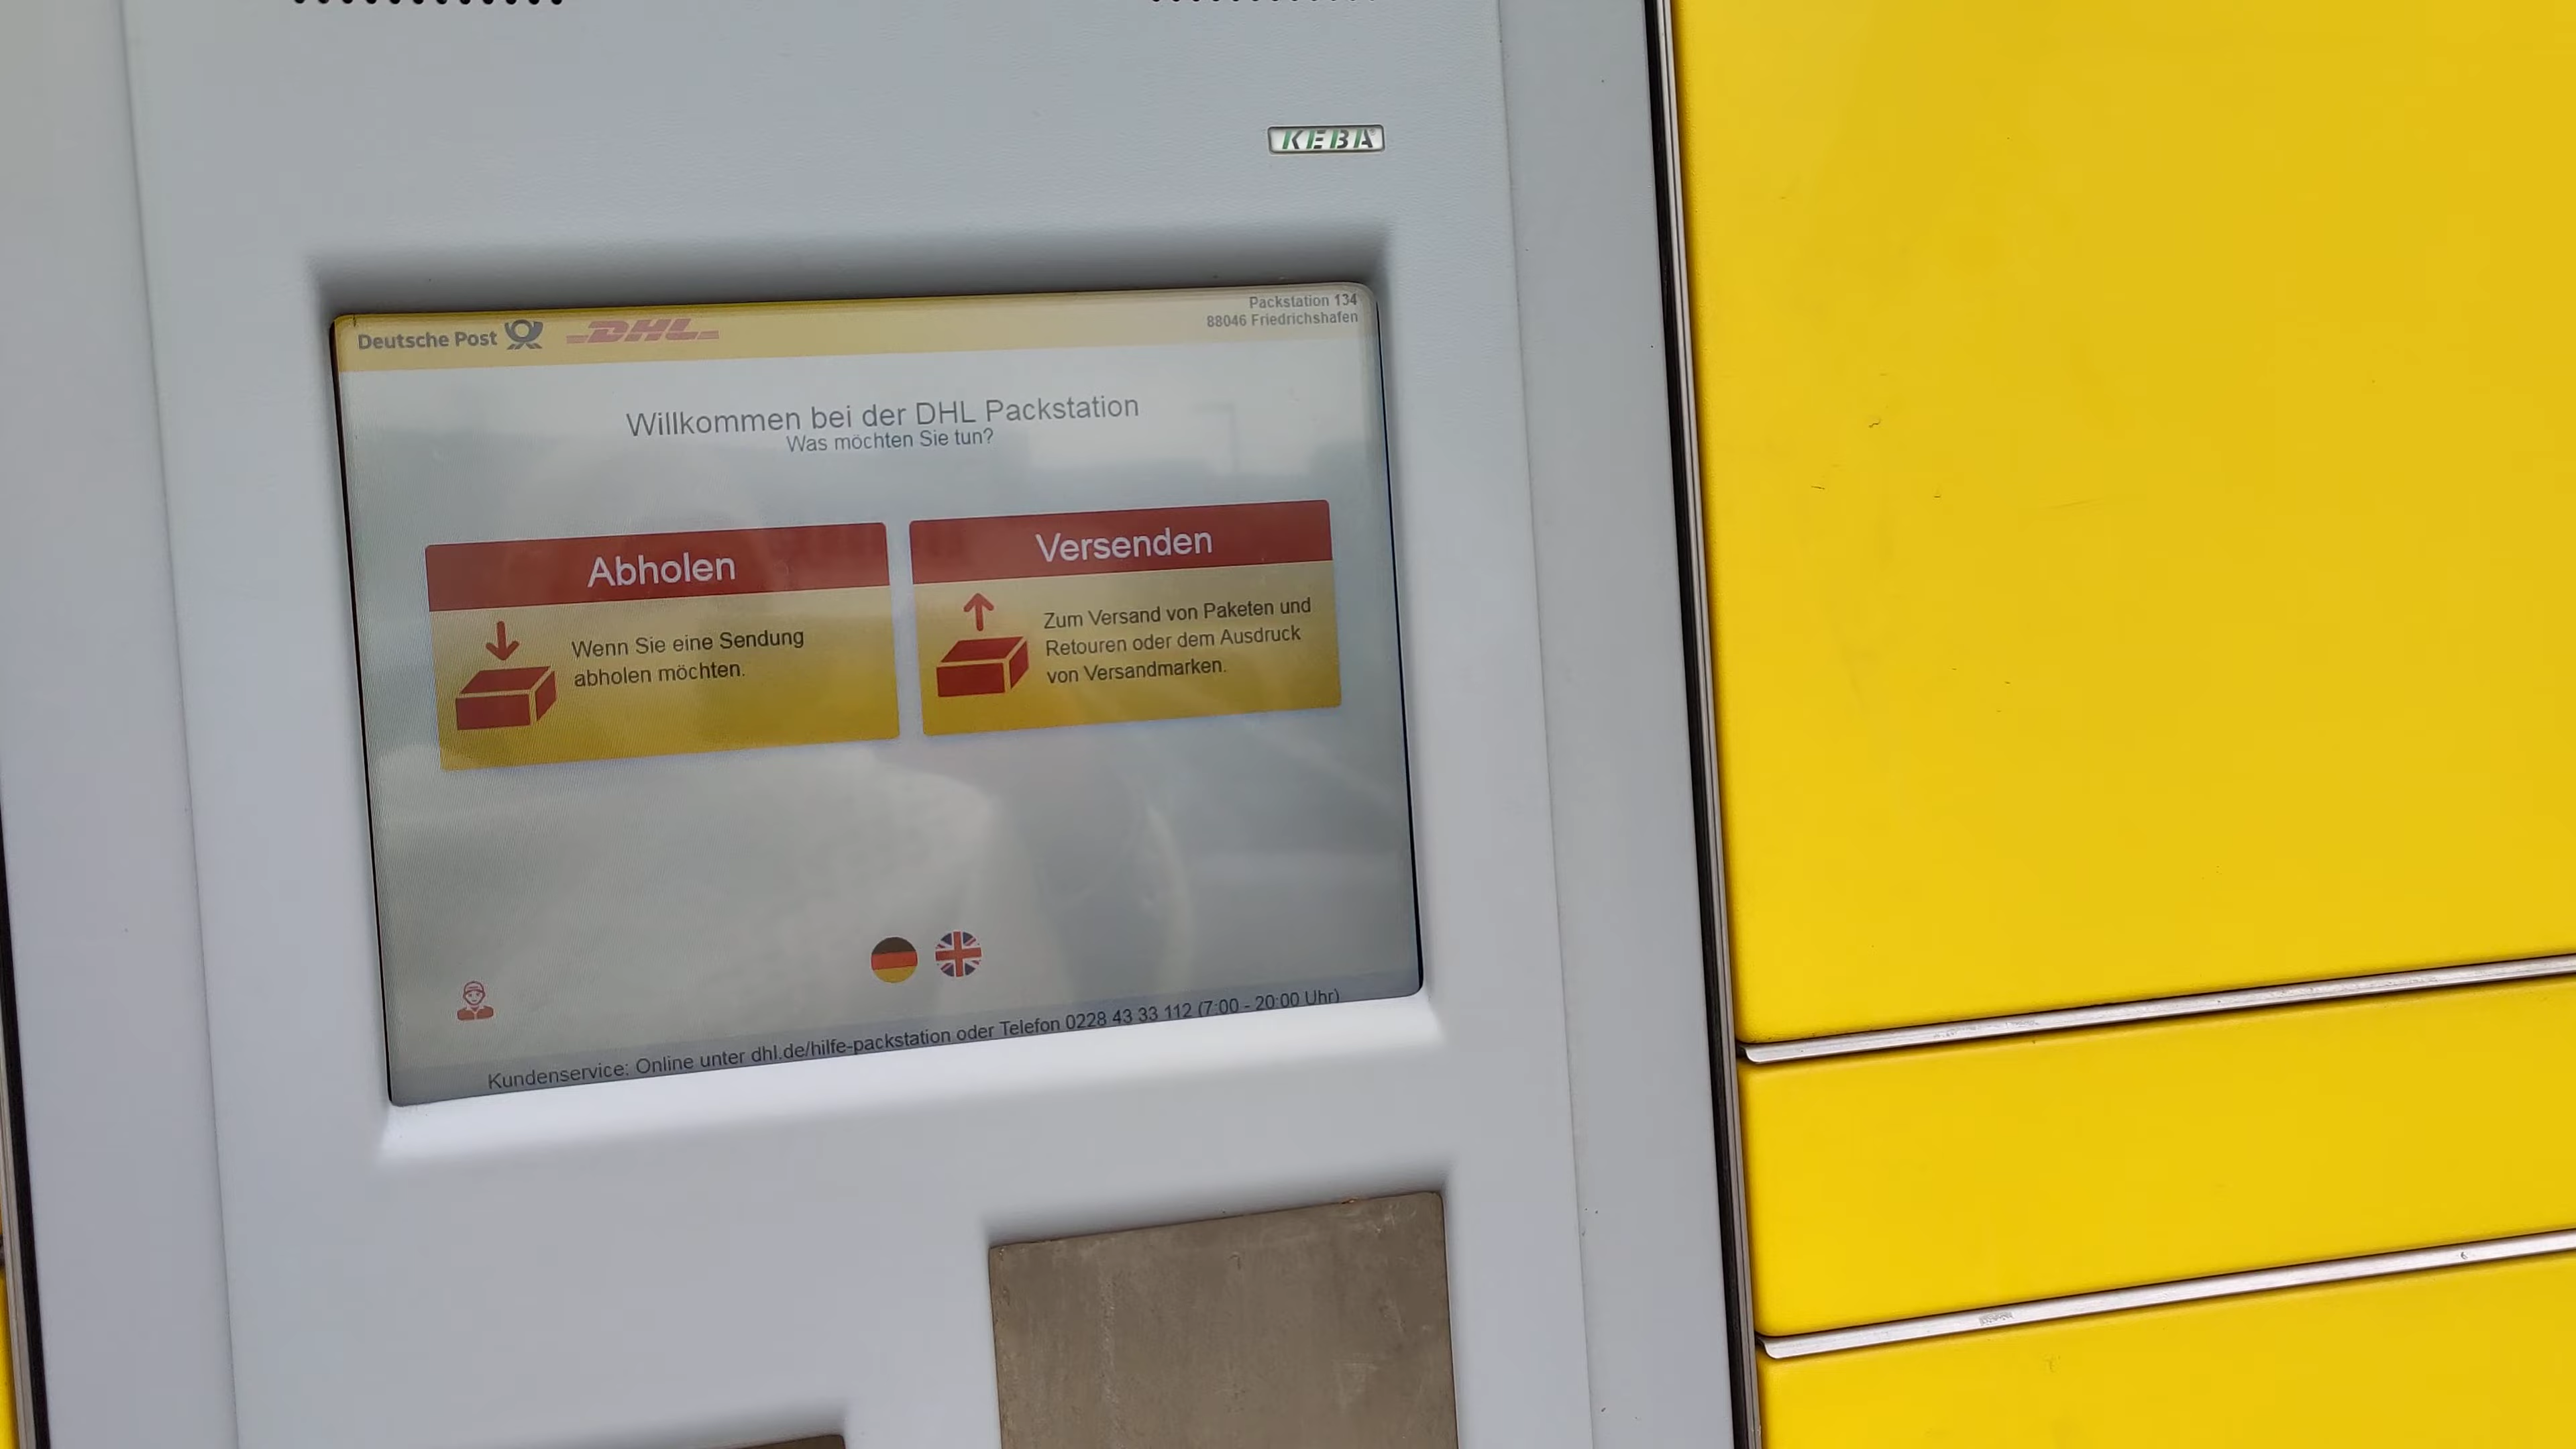 KEBA
Deutsche Post DHL
Packstation 134
88046 Friedrichshafen
Willkommen bei der DHL Packstation
Was möchten Sie tun?
Abholen
Wenn Sie eine Sendung
abholen möchten.
Versenden
Zum Versand von Paketen und
Retouren oder dem Ausdruck
von Versandmarken.
Kundenservice: Online unter dhl.de/hilfe-packstation oder Telefon 0228 43 33 112 (7:00 - 20:00 Uhr)